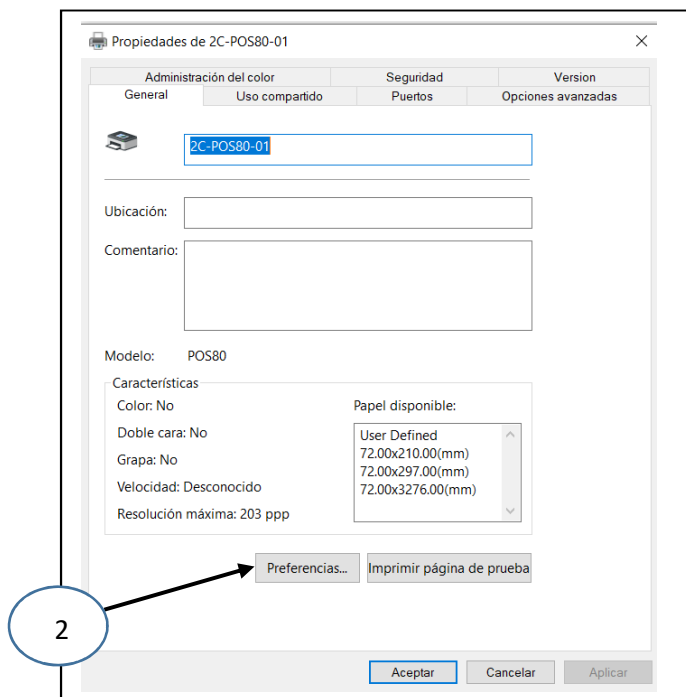 Propiedades de 2C-POS80-01
Administración del color Seguridad Version
General Uso compartido Puertos Opciones avanzadas
2C-POS80-01
Ubicación:
Comentario:
Modelo: POS80
Características
Color: No
Doble cara: No
Grapa: No
Velocidad: Desconocido
Resolución máxima: 203 ppp
Papel disponible:
User Defined
72.00x210.00(mm)
72.00x297.00(mm)
72.00x3276.00(mm)
Preferencias... Imprimir página de prueba
2
Aceptar Cancelar Aplicar